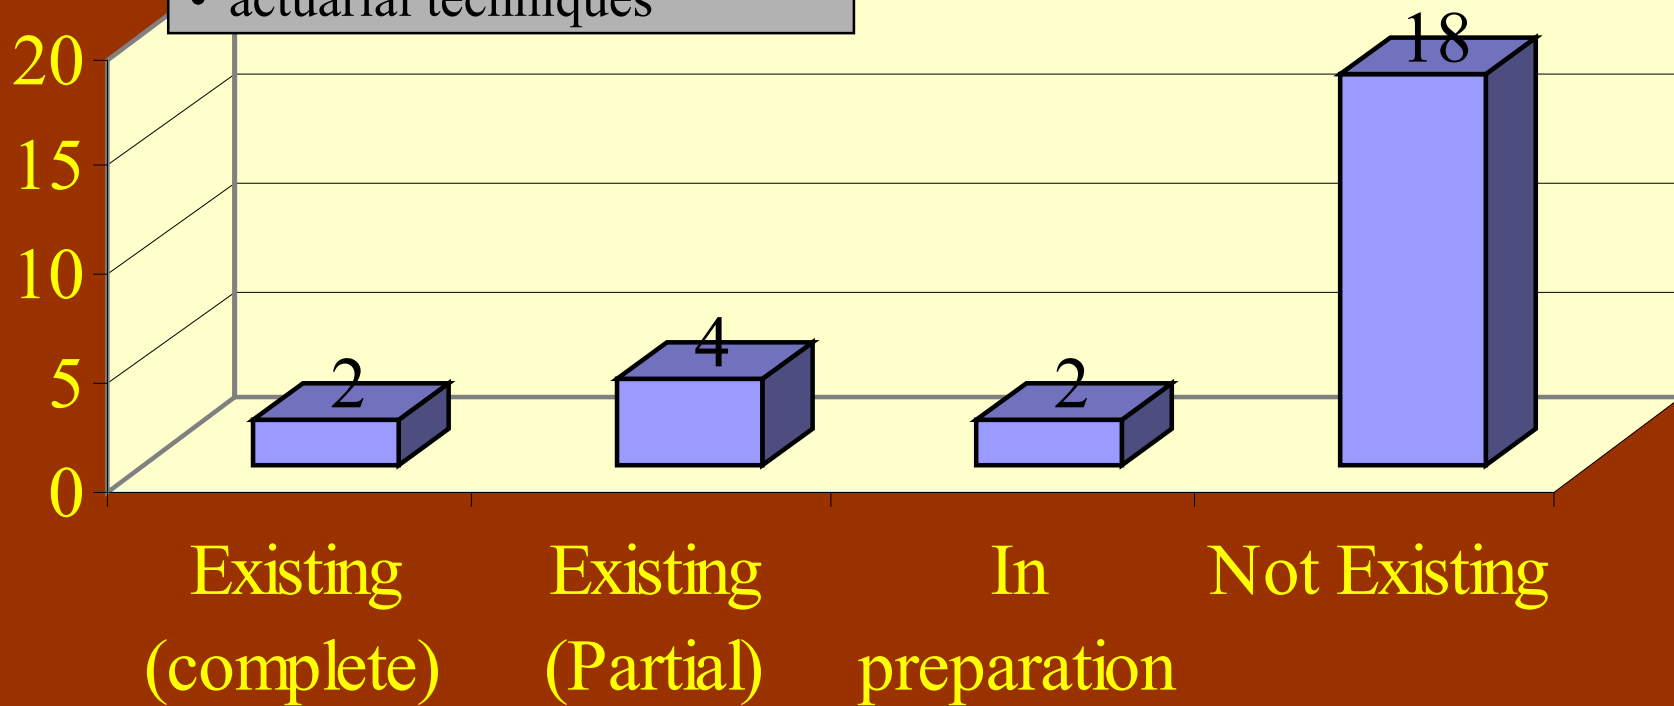 • actuarial techniques
20
15
10
5
0
2
4
2
18
Existing
(complete)
Existing
(Partial)
In
preparation
Not Existing